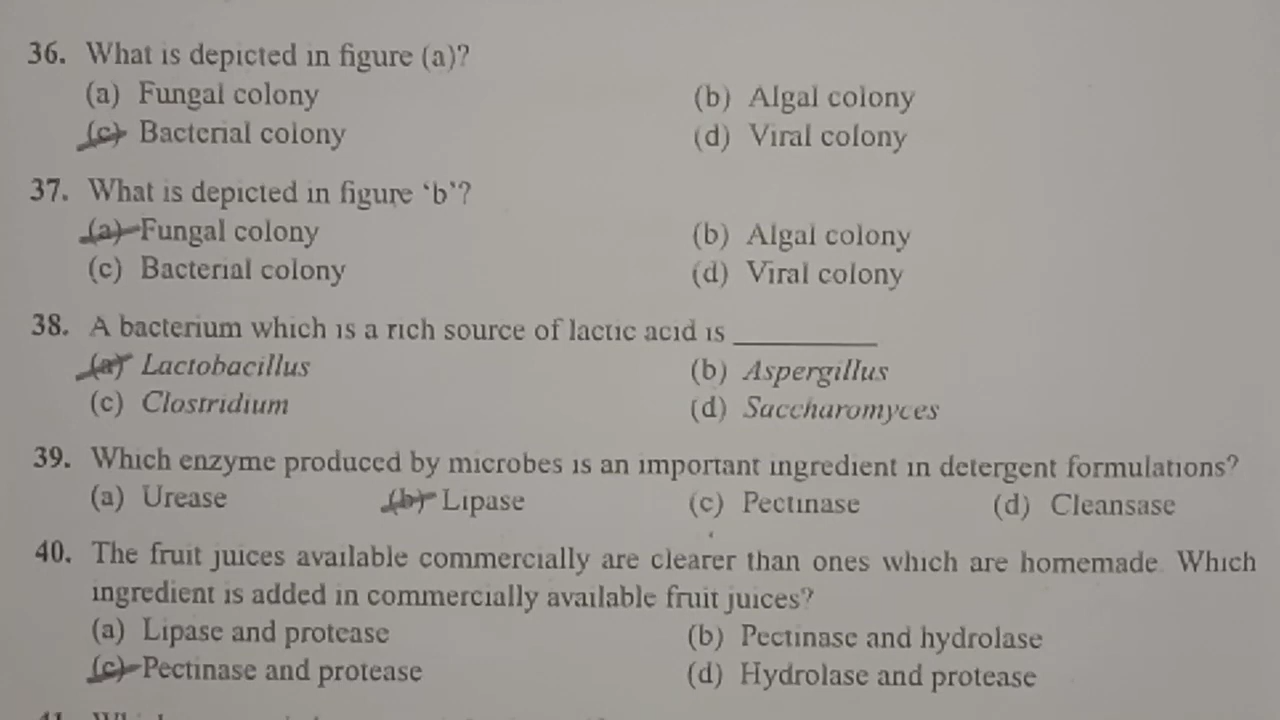 36. What is depicted in figure (a)?
(a) Fungal colony (b) Algal colony
(c) Bacterial colony (d) Viral colony
37. What is depicted in figure ‘b’?
(a) Fungal colony (b) Algal colony
(c) Bacterial colony (d) Viral colony
38. A bacterium which is a rich source of lactic acid is __________
(a) Lactobacillus (b) Aspergillus
(c) Clostridium (d) Saccharomyces
39. Which enzyme produced by microbes is an important ingredient in detergent formulations?
(a) Urease (b) Lipase (c) Pectinase (d) Cleansase
40. The fruit juices available commercially are clearer than ones which are homemade. Which
ingredient is added in commercially available fruit juices?
(a) Lipase and protease (b) Pectinase and hydrolase
(c) Pectinase and protease (d) Hydrolase and protease